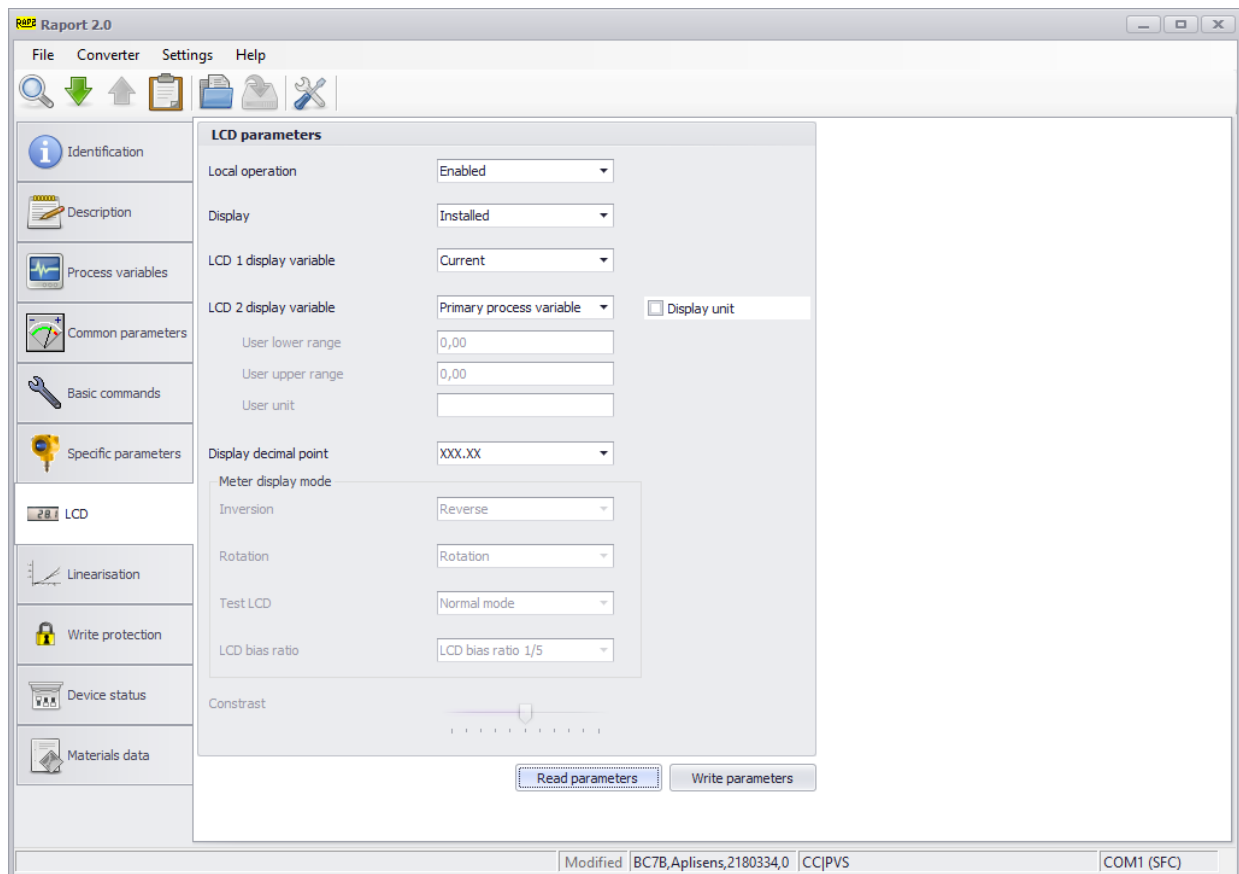 RAP2 Raport 2.0
File Converter Settings Help
Identification
Description
Process variables
Common parameters
Basic commands
Specific parameters
28.1 LCD
Linearisation
Write protection
Device status
Materials data
LCD parameters
Local operation Enabled
Display Installed
LCD 1 display variable Current
LCD 2 display variable Primary process variable Display unit
User lower range 0,00
User upper range 0,00
User unit
Display decimal point XXX.XX
Meter display mode
Inversion Reverse
Rotation Rotation
Test LCD Normal mode
LCD bias ratio LCD bias ratio 1/5
Constrast
Read parameters Write parameters
Modified BC7B,Aplisens,2180334,0 CC|PVS COM1 (SFC)